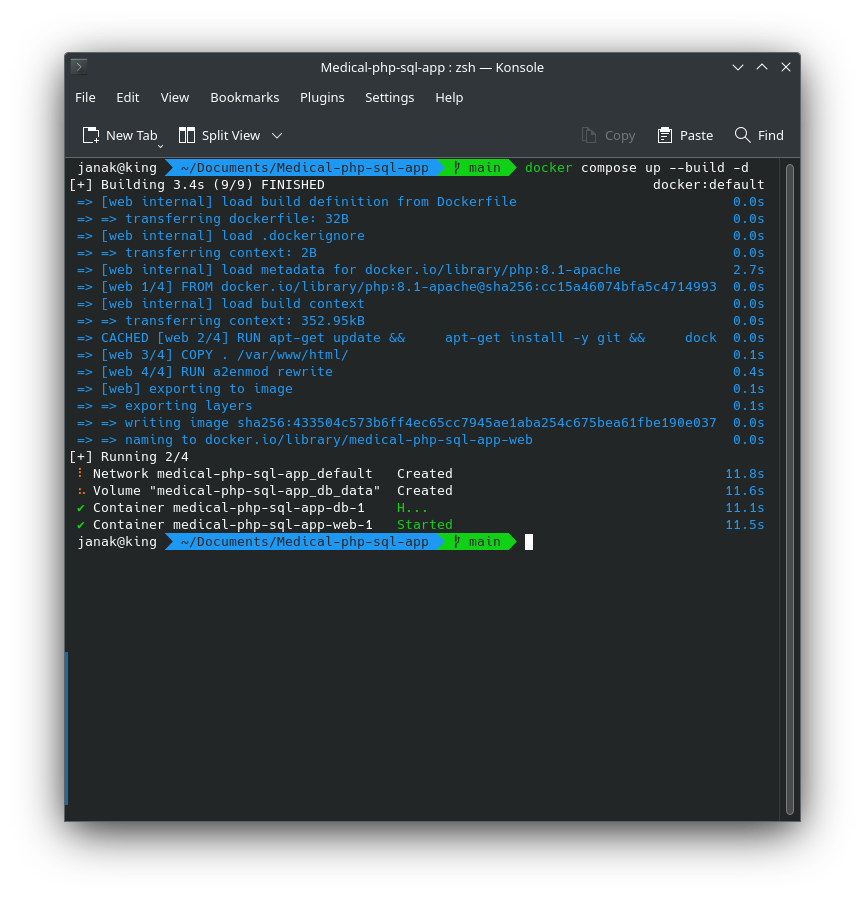 Medical-php-sql-app : zsh — Konsole
File Edit View Bookmarks Plugins Settings Help
New Tab Split View Copy Paste Find
janak@king ~/Documents/Medical-php-sql-app main docker compose up --build -d
[+] Building 3.4s (9/9) FINISHED docker:default
=> [web internal] load build definition from Dockerfile 0.0s
=> => transferring dockerfile: 32B 0.0s
=> [web internal] load .dockerignore 0.0s
=> => transferring context: 2B 0.0s
=> [web internal] load metadata for docker.io/library/php:8.1-apache 2.7s
=> [web 1/4] FROM docker.io/library/php:8.1-apache@sha256:cc15a46074bfa5c4714993 0.0s
=> [web internal] load build context 0.0s
=> => transferring context: 352.95kB 0.0s
=> CACHED [web 2/4] RUN apt-get update &&     apt-get install -y git &&     dock 0.0s
=> [web 3/4] COPY . /var/www/html/ 0.1s
=> [web 4/4] RUN a2enmod rewrite 0.4s
=> [web] exporting to image 0.1s
=> => exporting layers 0.1s
=> => writing image sha256:433504c573b6ff4ec65cc7945ae1aba254c675bea61fbe190e037 0.0s
=> => naming to docker.io/library/medical-php-sql-app-web 0.0s
[+] Running 2/4
⠇ Network medical-php-sql-app_default Created 11.8s
⠦ Volume "medical-php-sql-app_db_data" Created 11.6s
✔ Container medical-php-sql-app-db-1 H... 11.1s
✔ Container medical-php-sql-app-web-1 Started 11.5s
janak@king ~/Documents/Medical-php-sql-app main